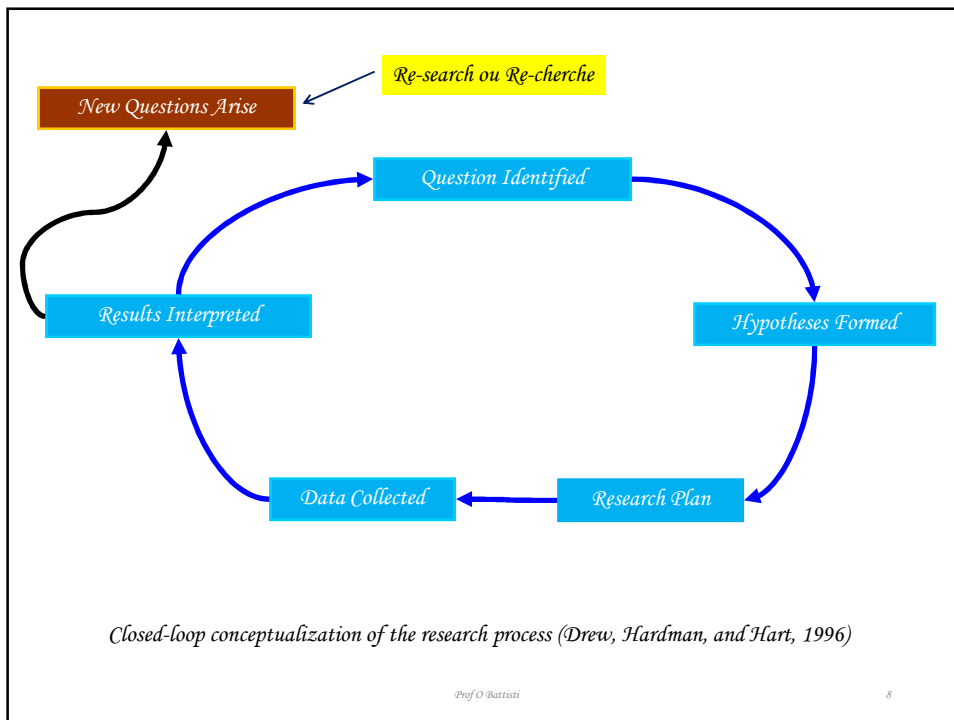 Re-search ou Re-cherche
New Questions Arise
Question Identified
Results Interpreted
Hypotheses Formed
Data Collected
Research Plan
Closed-loop conceptualization of the research process (Drew, Hardman, and Hart, 1996)
Prof O Battisti
8